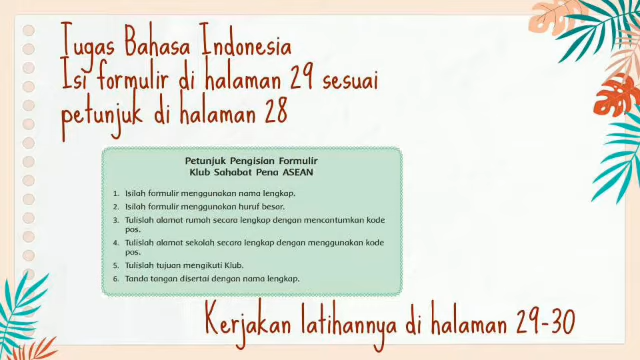 Tugas Bahasa Indonesia
Isi formulir di halaman 29 sesuai
petunjuk di halaman 28
Petunjuk Pengisian Formulir
Klub Sahabat Pena ASEAN
1. Isilah formulir menggunakan nama lengkap.
2. Isilah formulir menggunakan huruf besar.
3. Tulislah alamat rumah secara lengkap dengan mencantumkan kode
pos.
4. Tulislah alamat sekolah secara lengkap dengan menggunakan kode
pos.
5. Tulislah tujuan mengikuti Klub.
6. Tanda tangan disertai dengan nama lengkap.
Kerjakan latihannya di halaman 29-30